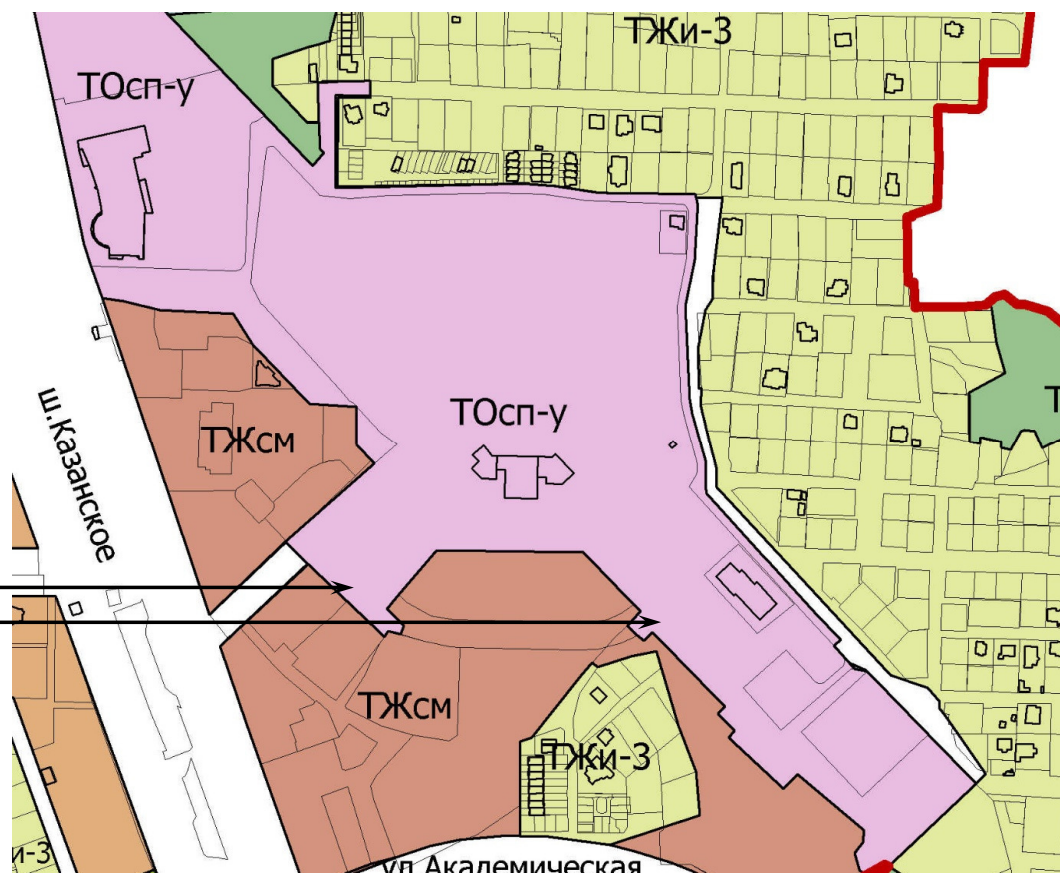 ТЖи-3
ТОсп-у
ТОсп-у
Т
ш.Казанское
ТЖсм
ТЖсм
ТЖи-3
и-3
ул.Академическая